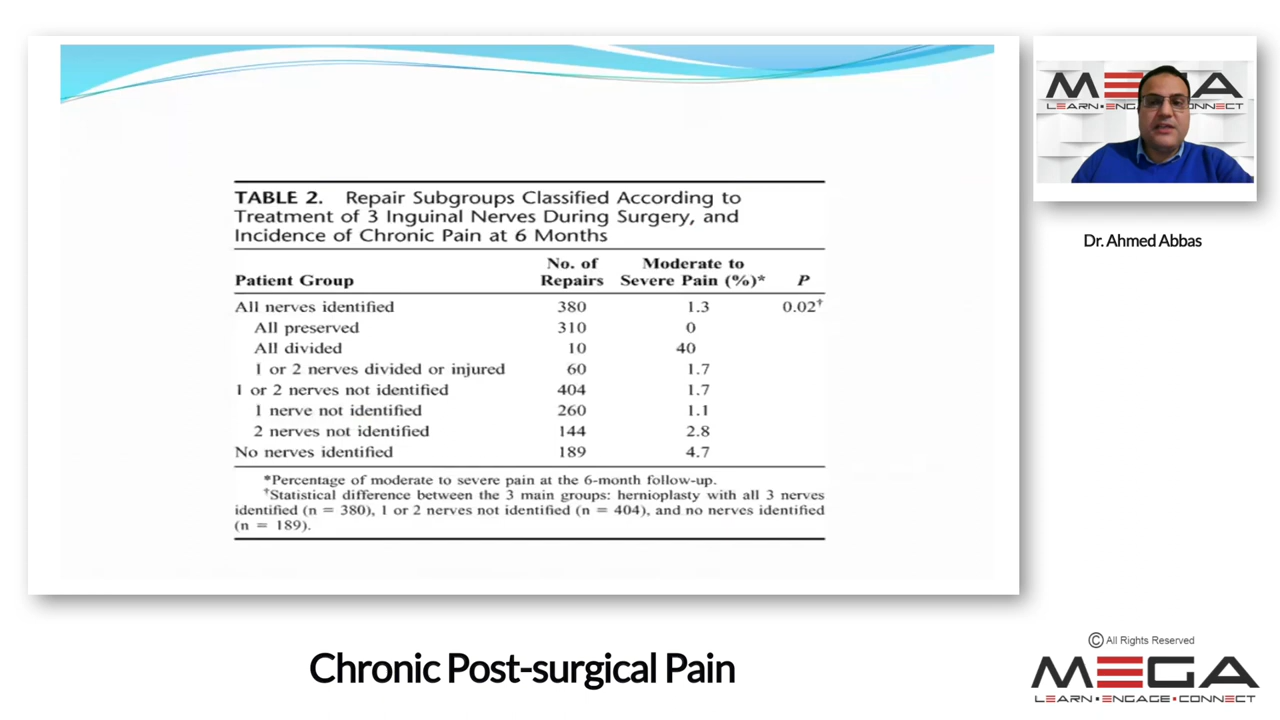 TABLE 2. Repair Subgroups Classified According to
Treatment of 3 Inguinal Nerves During Surgery, and
Incidence of Chronic Pain at 6 Months
Patient Group No. of Repairs Moderate to Severe Pain (%)* P
All nerves identified 380 1.3 0.02†
All preserved 310 0
All divided 10 40
1 or 2 nerves divided or injured 60 1.7
1 or 2 nerves not identified 404 1.7
1 nerve not identified 260 1.1
2 nerves not identified 144 2.8
No nerves identified 189 4.7
*Percentage of moderate to severe pain at the 6-month follow-up.
†Statistical difference between the 3 main groups: hernioplasty with all 3 nerves
identified (n = 380), 1 or 2 nerves not identified (n = 404), and no nerves identified
(n = 189).
MEGA
LEARN•ENGAGE•CONNECT
Dr. Ahmed Abbas
Chronic Post-surgical Pain
© All Rights Reserved
MEGA
LEARN•ENGAGE•CONNECT